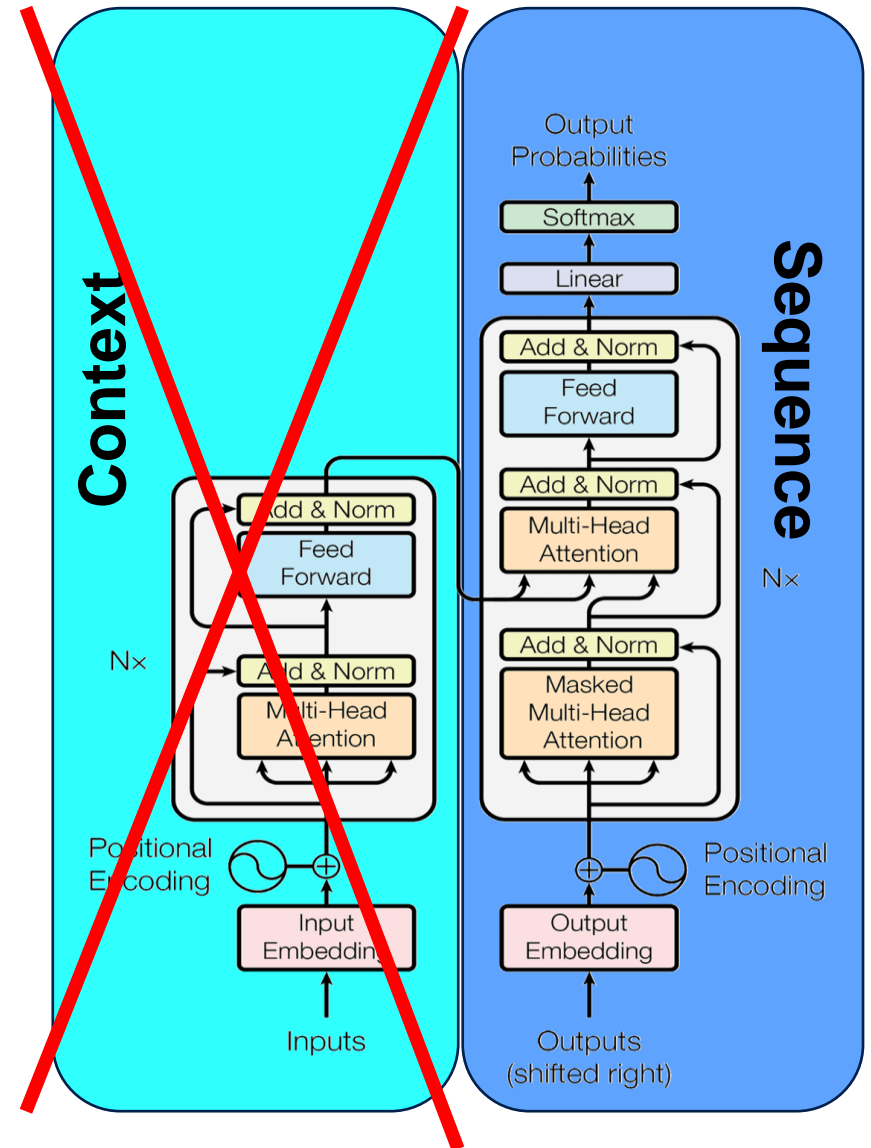 Context
Add & Norm
Feed
Forward
Nx
Add & Norm
Multi-Head
Attention
Positional
Encoding
Input
Embedding
Inputs
Output
Probabilities
Softmax
Linear
Sequence
Add & Norm
Feed
Forward
Add & Norm
Multi-Head
Attention
Nx
Add & Norm
Masked
Multi-Head
Attention
Positional
Encoding
Output
Embedding
Outputs
(shifted right)